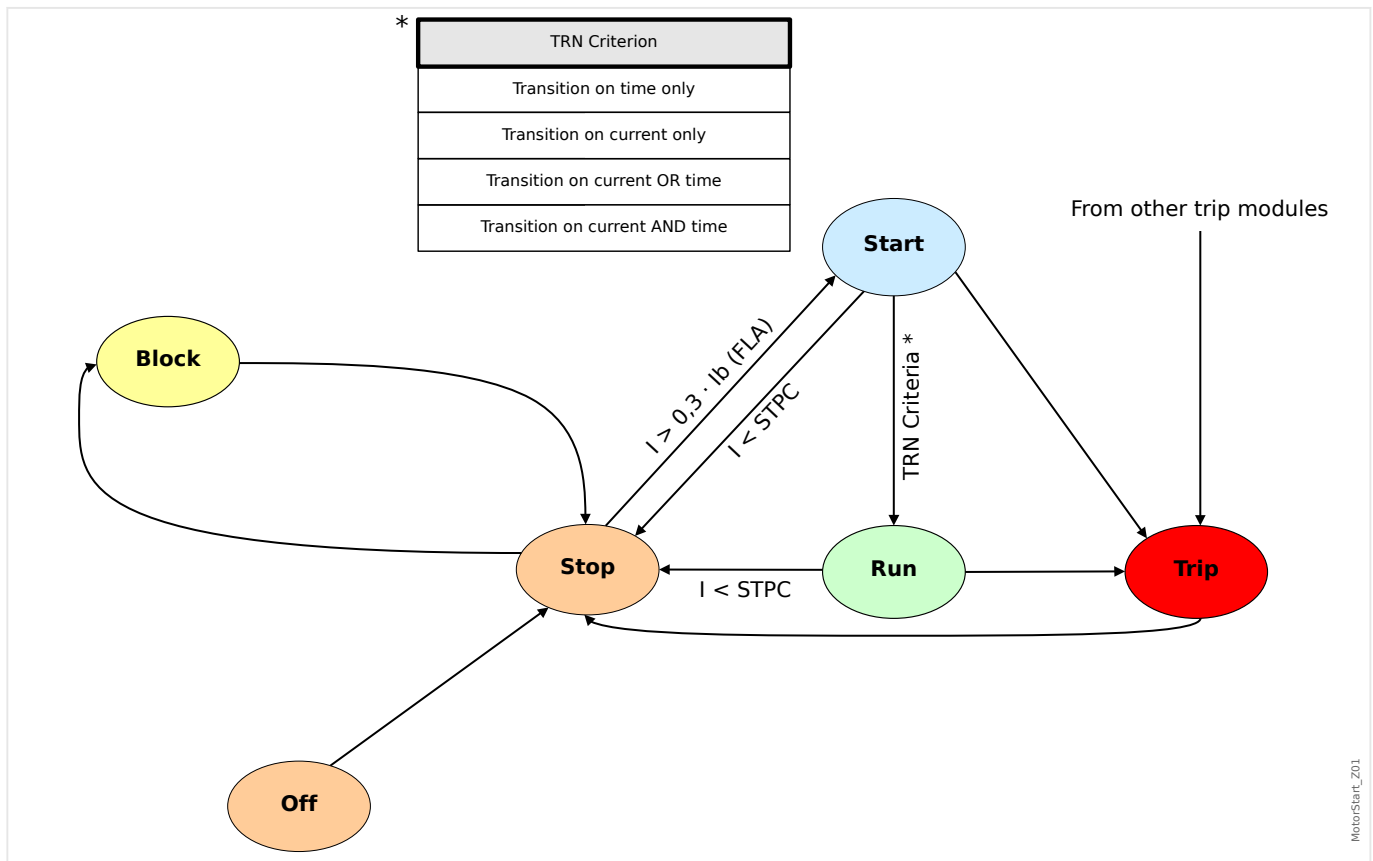 *
TRN Criterion
Transition on time only
Transition on current only
Transition on current OR time
Transition on current AND time
From other trip modules
Start
Block
I > 0,3 · Ib (FLA)
I < STPC
TRN Criteria *
Stop
Run
Trip
I < STPC
Off
MotorStart_Z01